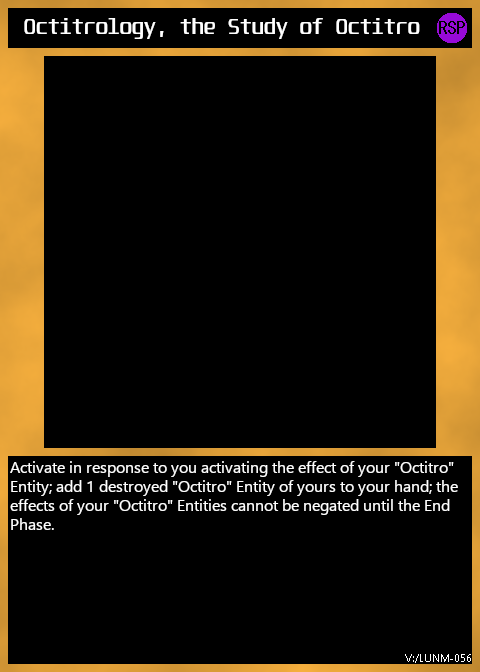 Octitrology, the Study of Octitro RSP
Activate in response to you activating the effect of your "Octitro"
Entity; add 1 destroyed "Octitro" Entity of yours to your hand; the
effects of your "Octitro" Entities cannot be negated until the End
Phase.
V:/LUNM-056